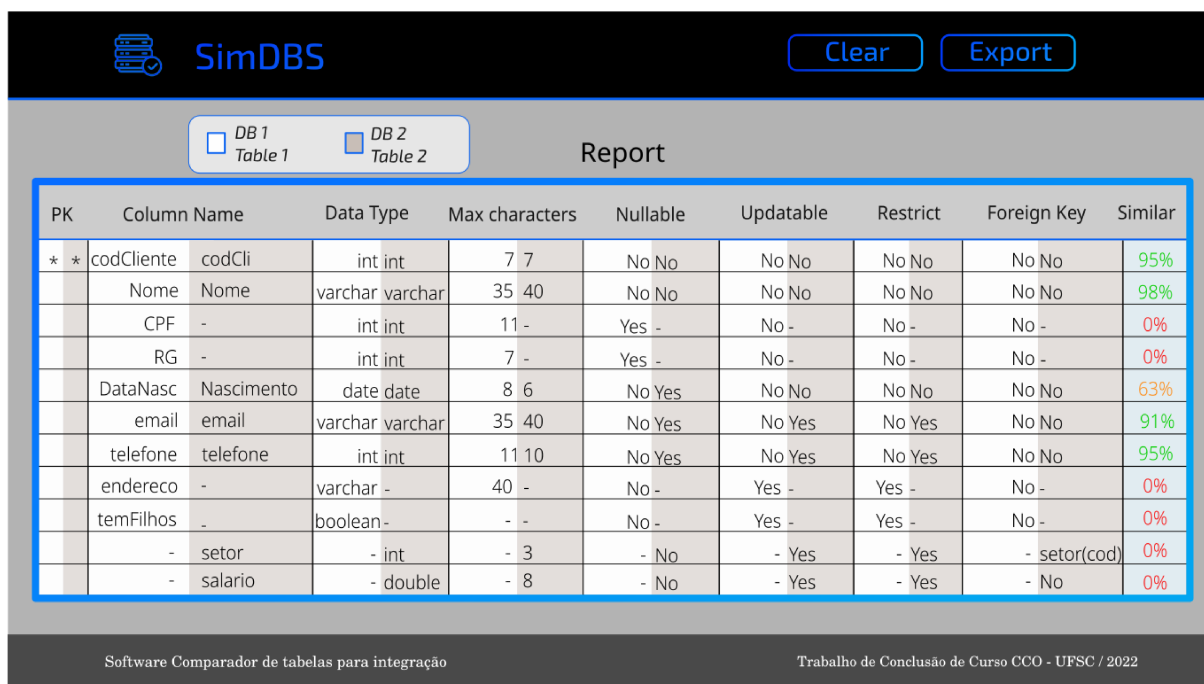 SimDBS Clear Export
DB 1 DB 2
Table 1 Table 2
Report
PK Column Name Data Type Max characters Nullable Updatable Restrict Foreign Key Similar
* * codCliente codCli int int 7 7 No No No No No No No No 95%
Nome Nome varchar varchar 35 40 No No No No No No No No 98%
CPF - int int 11 - Yes - No - No - No - 0%
RG - int int 7 - Yes - No - No - No - 0%
DataNasc Nascimento date date 8 6 No Yes No No No No No No 63%
email email varchar varchar 35 40 No Yes No Yes No Yes No No 91%
telefone telefone int int 11 10 No Yes No Yes No Yes No No 95%
endereco - varchar - 40 - No - Yes - Yes - No - 0%
temFilhos - boolean - - - No - Yes - Yes - No - 0%
- setor - int - 3 - No - Yes - Yes - setor(cod) 0%
- salario - double - 8 - No - Yes - Yes - No 0%
Software Comparador de tabelas para integração Trabalho de Conclusão de Curso CCO - UFSC / 2022